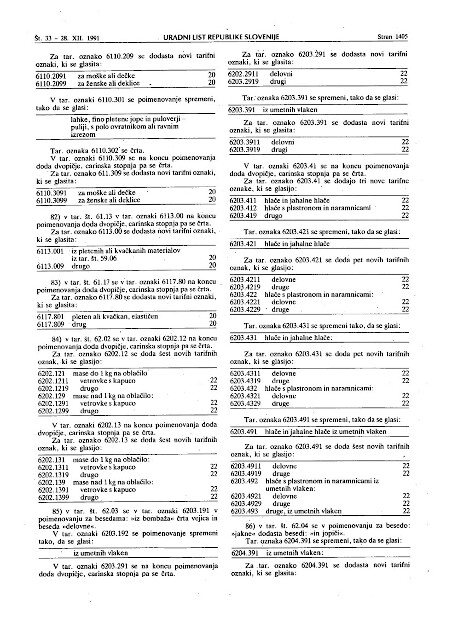 Št. 33 – 28. XII. 1991 URADNI LIST REPUBLIKE SLOVENIJE Stran 1405
Za tar. oznako 6110.209 se dodasta novi tarifni
oznaki, ki se glasita:
6110.2091 za moške ali dečke 20
6110.2099 za ženske ali deklice 20
V tar. oznaki 6110.301 se poimenovanje spremeni,
tako da se glasi:
lahke, fino pletene jope in puloverji –
puliji, s polo ovratnikom ali ravnim
izrezom
Tar. oznaka 6110.302 se črta.
V tar. oznaki 6110.309 se na koncu poimenovanja
doda dvopičje, carinska stopnja pa se črta.
Za tar. oznako 611.309 se dodasta novi tarifni oznaki,
ki se glasita:
6110.3091 za moške ali dečke 20
6110.3099 za ženske ali deklice 20
82) v tar. št. 61.13 v tar. oznaki 6113.00 na koncu
poimenovanja doda dvopičje, carinska stopnja pa se črta.
Za tar. oznako 6113.00 se dodasta novi tarifni oznaki,
ki se glasita:
6113.001 iz pletenih ali kvačkanih materialov
iz tar. št. 59.06 20
6113.009 drugo 20
83) v tar. št. 61.17 se v tar. oznaki 6117.80 na koncu
poimenovanja doda dvopičje, carinska stopnja pa se črta.
Za tar. oznako 6117.80 se dodasta novi tarifni oznaki,
ki se glasita:
6117.801 pleten ali kvačkan, elastičen 20
6117.809 drug 20
84) v tar. št. 62.02 se v tar. oznaki 6202.12 na koncu
poimenovanja doda dvopičje, carinska stopnja pa se črta.
Za tar. oznako 6202.12 se doda šest novih tarifnih
oznak, ki se glasijo:
6202.121 mase do 1 kg na oblačilo:
6202.1211 vetrovke s kapuco 22
6202.1219 drugo 22
6202.129 mase nad 1 kg na oblačilo:
6202.1291 vetrovke s kapuco 22
6202.1299 drugo 22
V tar. oznaki 6202.13 na koncu poimenovanja doda
dvopičje, carinska stopnja pa se črta.
Za tar. oznako 6202.13 se doda šest novih tarifnih
oznak, ki se glasijo:
6202.131 mase do 1 kg na oblačilo:
6202.1311 vetrovke s kapuco 22
6202.1319 drugo 22
6202.139 mase nad 1 kg na oblačilo:
6202.1391 vetrovke s kapuco 22
6202.1399 drugo 22
85) v tar. št. 62.03 se v tar. oznaki 6203.191 v
poimenovanju za besedama: »iz bombaža« črta vejica in
beseda »delovne«.
V tar. oznaki 6203.192 se poimenovanje spremeni
tako, da se glasi:
iz umetnih vlaken
V tar. oznaki 6203.291 se na koncu poimenovanja
doda dvopičje, carinska stopnja pa se črta.
Za tar. oznako 6203.291 se dodasta novi tarifni
oznaki, ki se glasita:
6202.2911 delovni 22
6203.2919 drugi 22
Tar. oznaka 6203.391 se spremeni, tako da se glasi:
6203.391 iz umetnih vlaken
Za tar. oznako 6203.391 se dodasta novi tarifni
oznaki, ki se glasita:
6203.3911 delovni 22
6203.3919 drugi 22
V tar. oznaki 6203.41 se na koncu poimenovanja
doda dvopičje, carinska stopnja pa se črta.
Za tar. oznako 6203.41 se dodajo tri nove tarifne
oznake, ki se glasijo:
6203.411 hlače delovne 22
6203.412 hlače s plastronom in naramnicami 22
6203.419 drugo 22
Tar. oznaka 6203.421 se spremeni, tako da se glasi:
6203.421 hlače in jahalne hlače
Za tar. oznako 6203.421 se doda pet novih tarifnih
oznak, ki se glasijo:
6203.4211 delovne 22
6203.4219 druge 22
6203.422 hlače s plastronom in naramnicami:
6203.4221 delovne 22
6203.4229 druge 22
Tar. oznaka 6203.431 se spremeni tako, da se glasi:
6203.431 hlače in jahalne hlače:
Za tar. oznako 6203.431 se doda pet novih tarifnih
oznak, ki se glasijo:
6203.4311 delovne 22
6203.4319 druge 22
6203.432 hlače s plastronom in naramnicami:
6203.4321 delovne 22
6203.4329 druge 22
Tar. oznaka 6203.491 se spremeni, tako da se glasi:
6203.491 hlače in jahalne hlače iz umetnih vlaken
Za tar. oznako 6203.491 se doda šest novih tarifnih
oznak, ki se glasijo:
6203.4911 delovne 22
6203.4919 druge 22
6203.492 hlače s plastronom in naramnicami iz
umetnih vlaken:
6203.4921 delovne 22
6203.4929 druge 22
6203.493 druge, iz umetnih vlaken 22
86) v tar. št. 62.04 se v poimenovanju za besedo:
»jakne« dodasta besedi: »in jopiči«.
Tar. oznaka 6204.391 se spremeni, tako da se glasi:
6204.391 iz umetnih vlaken:
Za tar. oznako 6204.391 se dodasta novi tarifni
oznaki, ki se glasita: